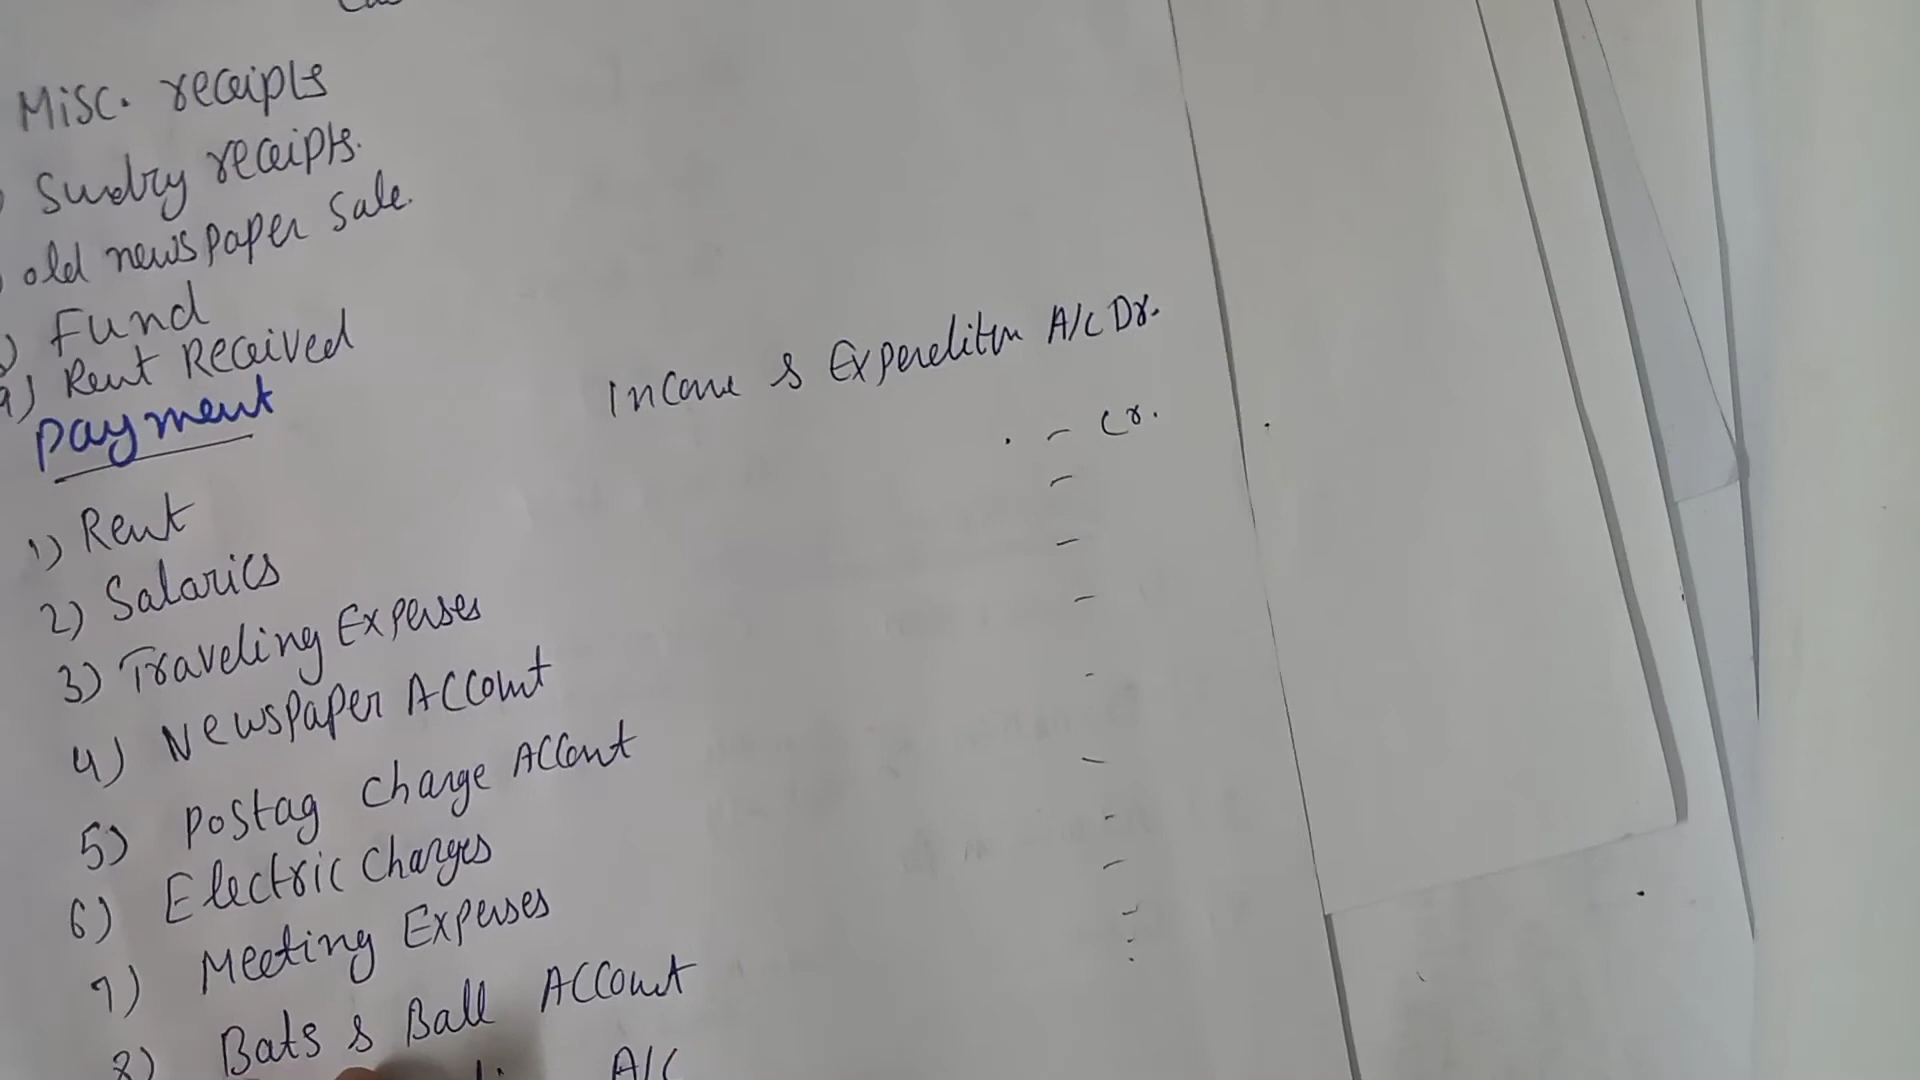 Misc. receipts
Sundry receipts.
old newspaper sale.
Fund
9) Rent Received
Payment
Income & Expenditure A/C Dr.
- Cr.
1) Rent
2) Salaries
3) Traveling Expenses
4) Newspaper Account
5) Postag charge Account
6) Electric charges
7) Meeting Expenses
8) Bats & Ball Account
A/C